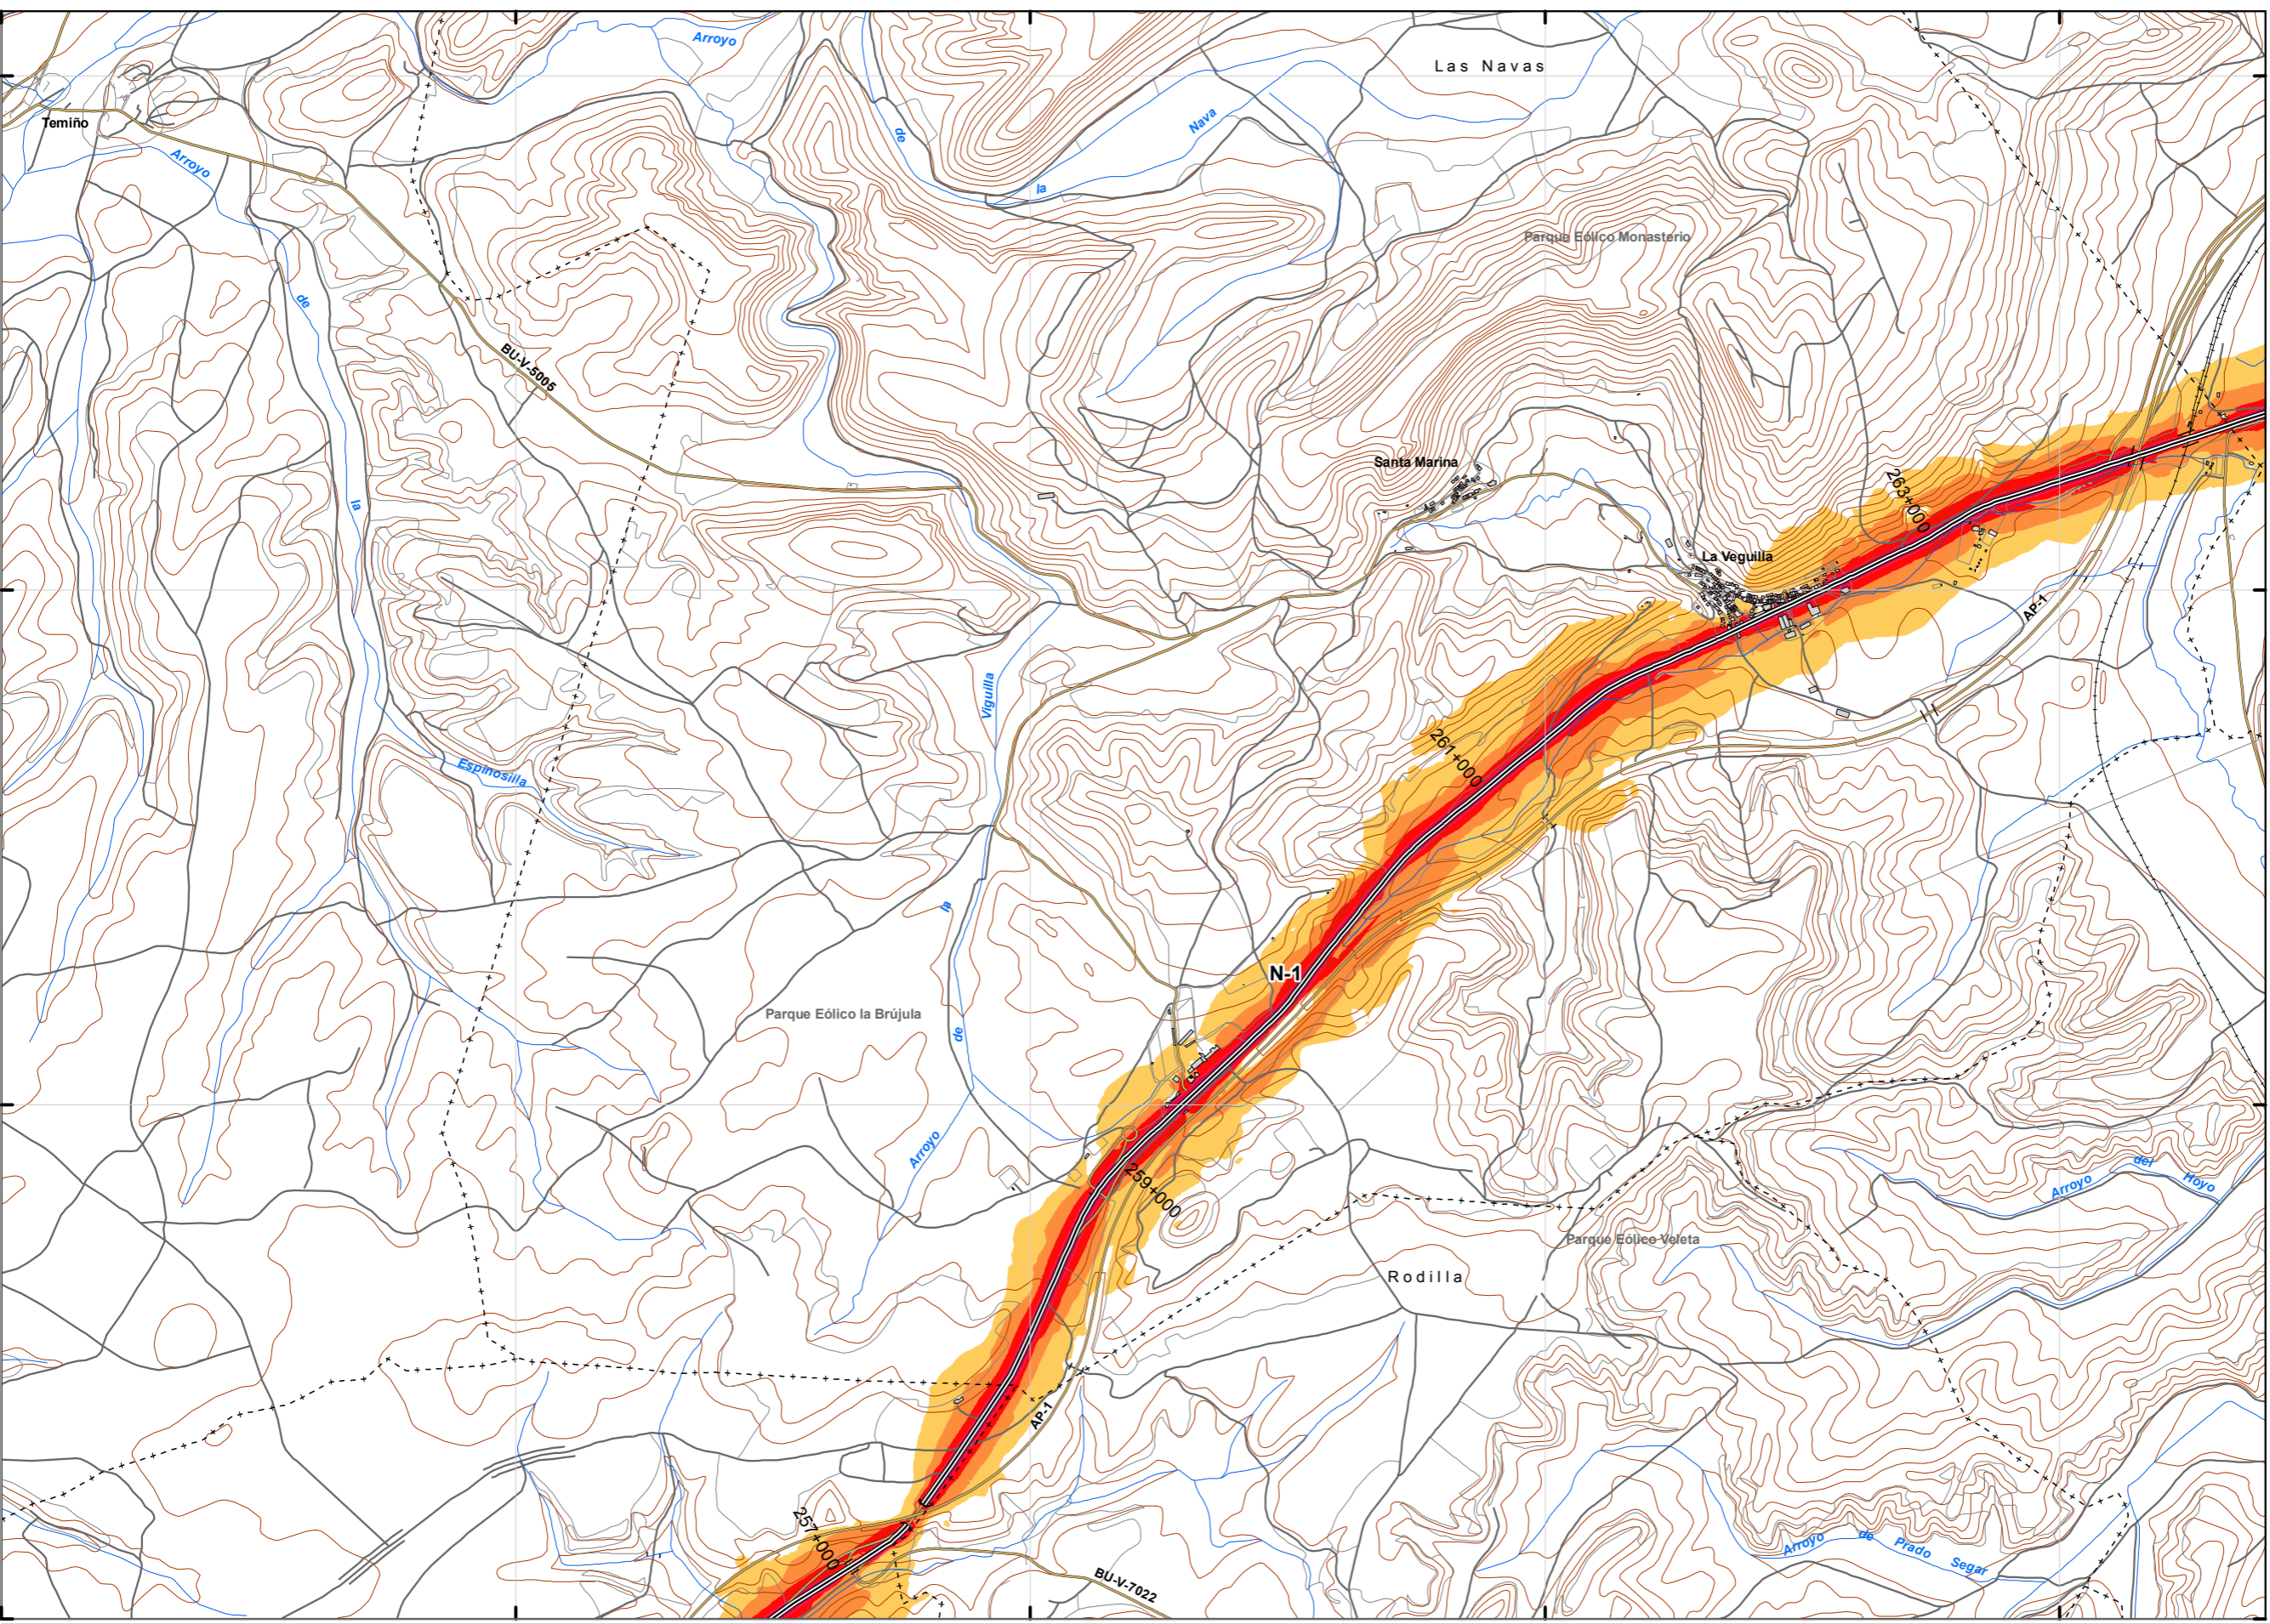 Arroyo
Las Navas
Temiño
Nava
de
Arroyo
la
Parque Eólico Monasterio
de
BU-V-5005
Santa Marina
263+000
la
La Veguilla
AP-1
Viguilla
261+000
Espinosilla
la
N-1
Parque Eólico la Brújula
de
Arroyo
259+000
del
Arroyo
Hoyo
Parque Eólico Veleta
Rodilla
AP-1
257+000
Arroyo
de
Prado
Segar
BU-V-7022